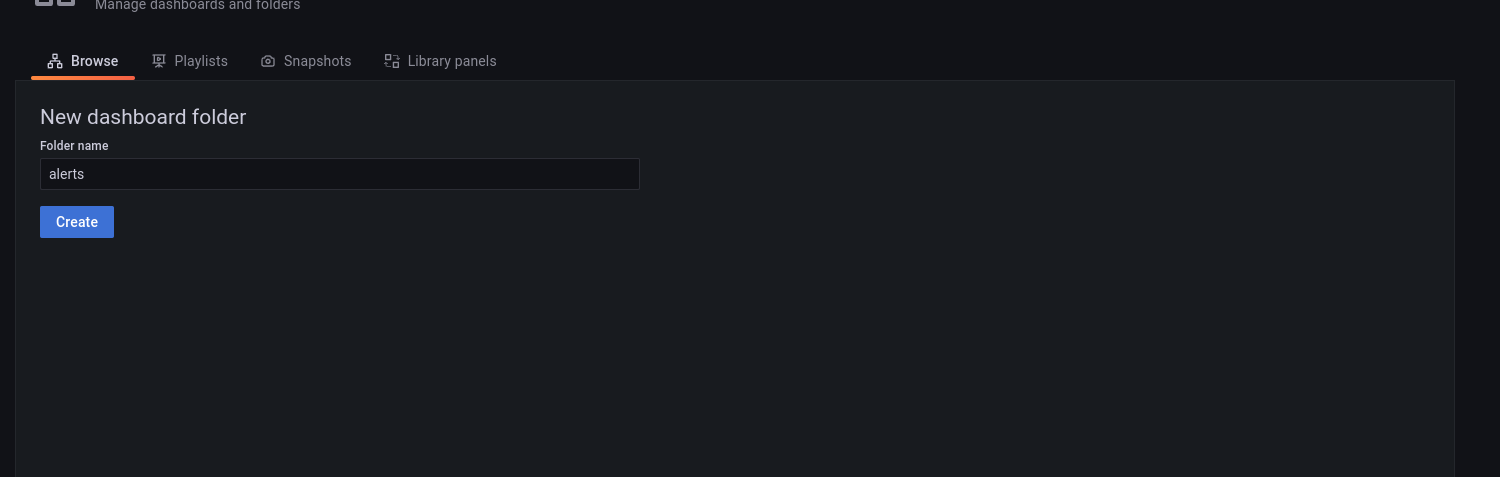 Manage dashboards and folders
Browse Playlists Snapshots Library panels
New dashboard folder
Folder name
alerts
Create